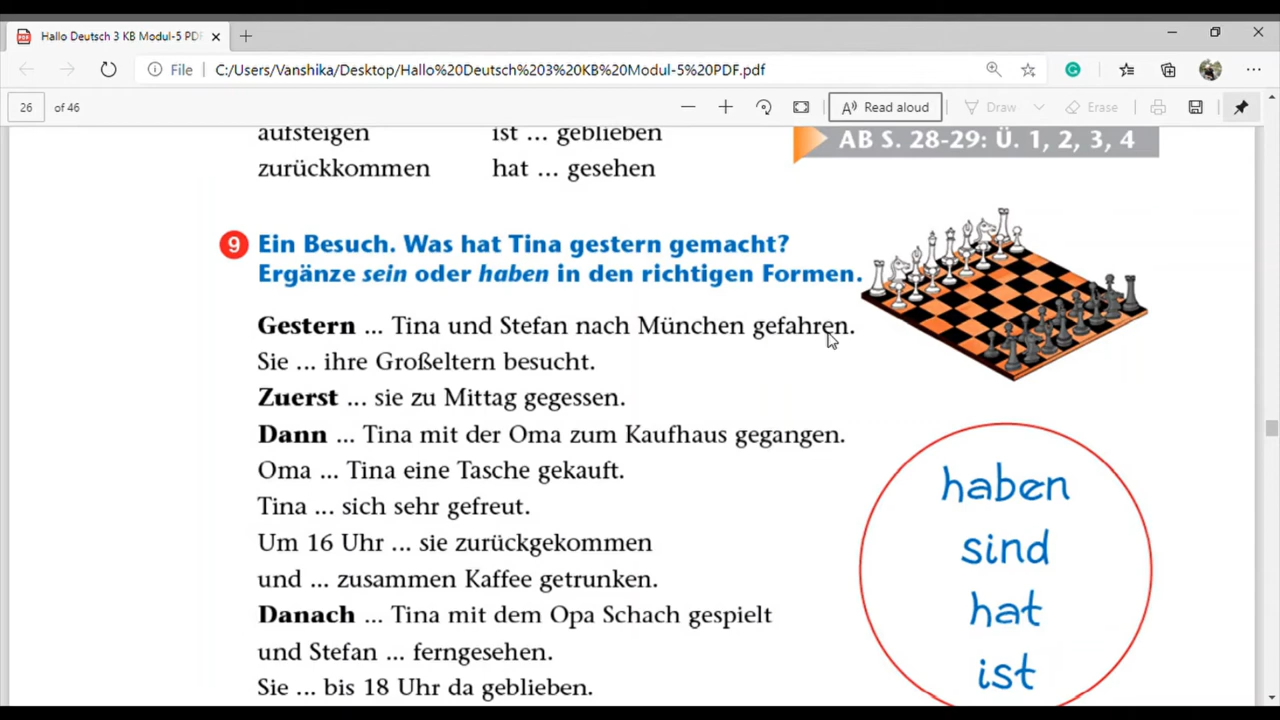 Hallo Deutsch 3 KB Modul-5 PDF
File C:/Users/Vanshika/Desktop/Hallo%20Deutsch%203%20KB%20Modul-5%20PDF.pdf
26 of 46 Read aloud Draw Erase
aufsteigen ist ... geblieben
zurückkommen hat ... gesehen
AB S. 28-29: Ü. 1, 2, 3, 4
9 Ein Besuch. Was hat Tina gestern gemacht?
Ergänze sein oder haben in den richtigen Formen.
Gestern ... Tina und Stefan nach München gefahren.
Sie ... ihre Großeltern besucht.
Zuerst ... sie zu Mittag gegessen.
Dann ... Tina mit der Oma zum Kaufhaus gegangen.
Oma ... Tina eine Tasche gekauft.
Tina ... sich sehr gefreut.
Um 16 Uhr ... sie zurückgekommen
und ... zusammen Kaffee getrunken.
Danach ... Tina mit dem Opa Schach gespielt
und Stefan ... ferngesehen.
Sie ... bis 18 Uhr da geblieben.
haben
sind
hat
ist